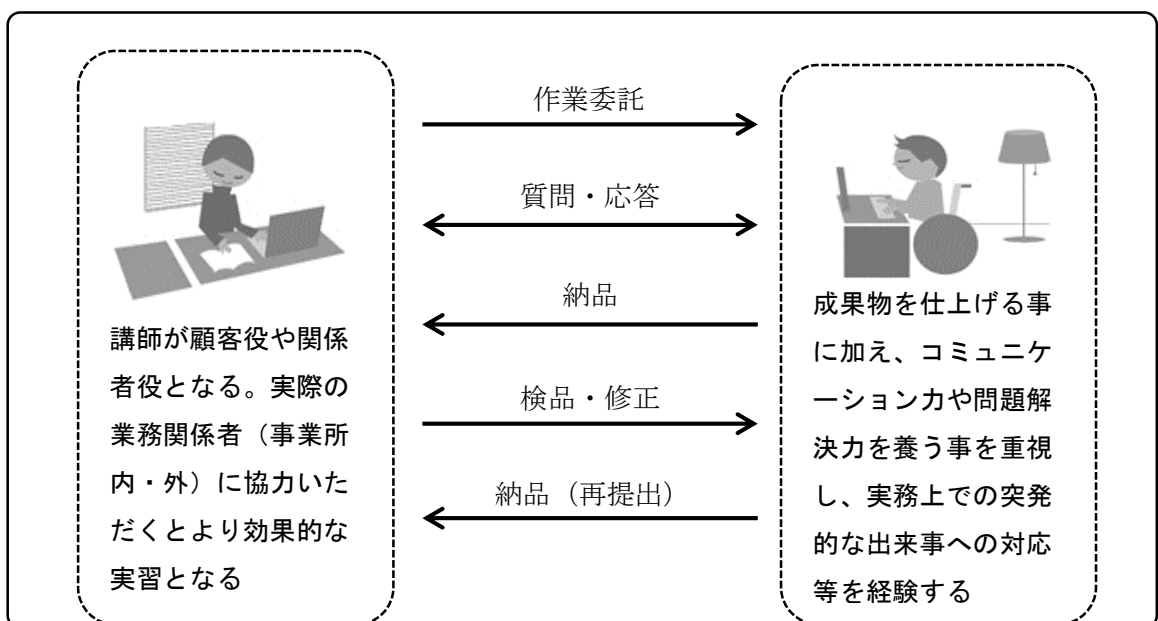 作業委託
質問・応答
納品
検品・修正
納品（再提出）
講師が顧客役や関係
者役となる。実際の
業務関係者（事業所
内・外）に協力いた
だくとより効果的な
実習となる
成果物を仕上げる事
に加え、コミュニケ
ーション力や問題解
決力を養う事を重視
し、実務上での突発
的な出来事への対応
等を経験する